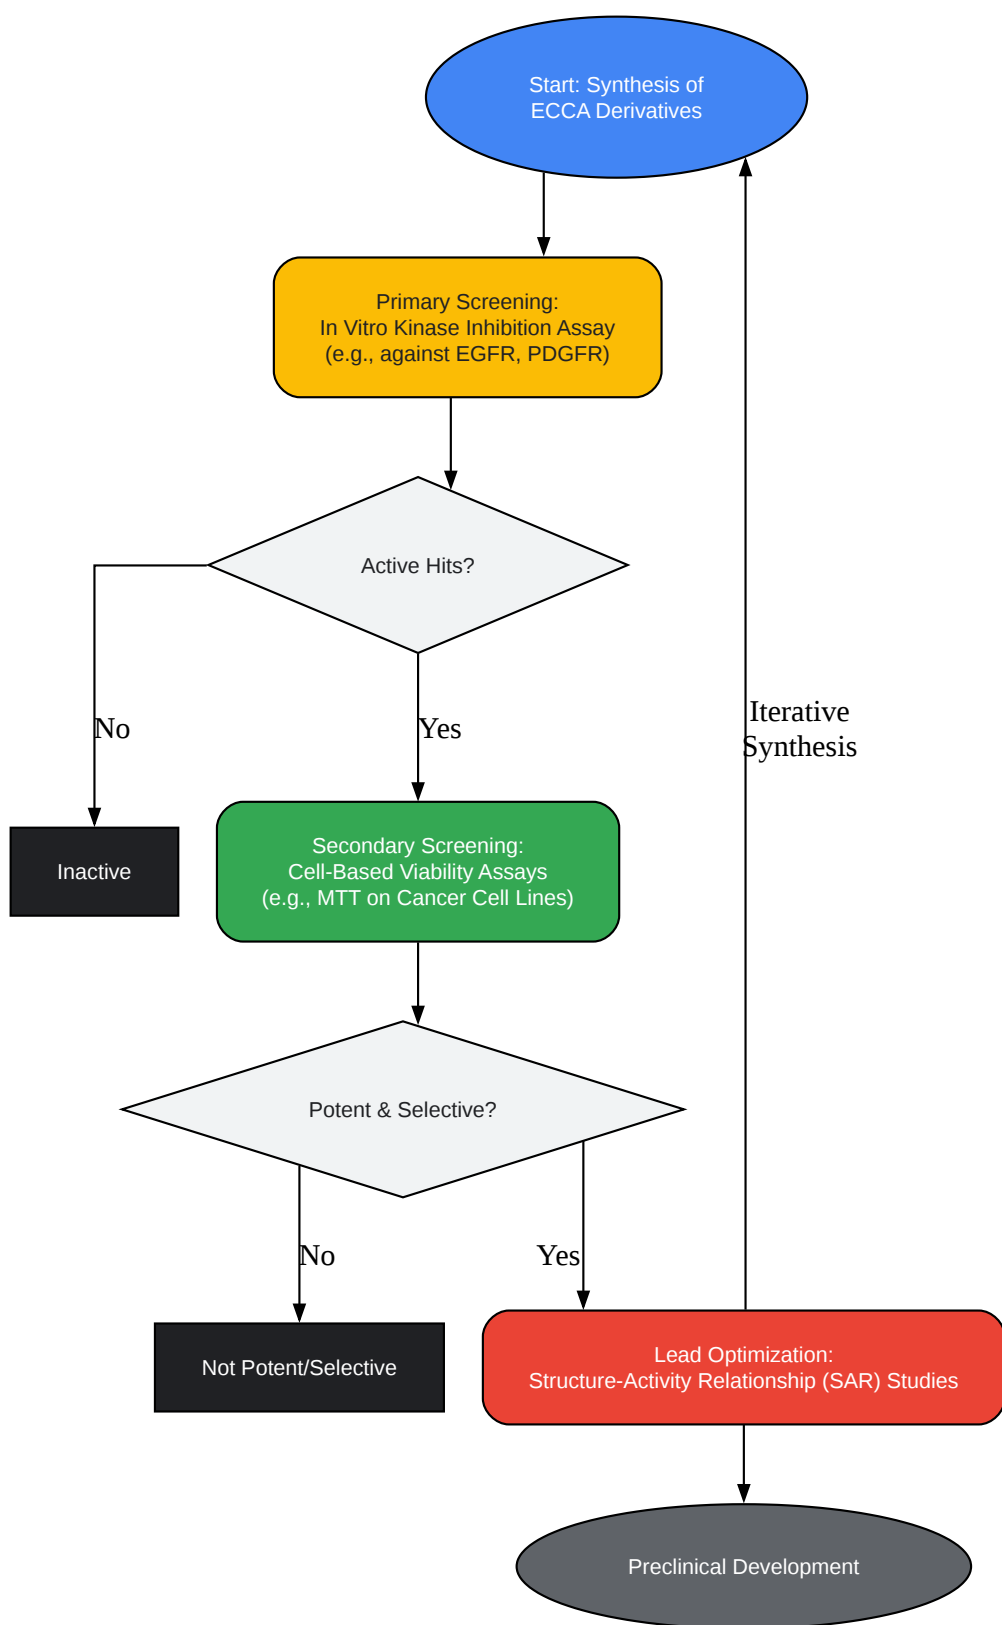 Start: Synthesis of
ECCA Derivatives
Primary Screening:
In Vitro Kinase Inhibition Assay
(e.g., against EGFR, PDGFR)
Active Hits?
No
Yes
Iterative
Synthesis
Inactive
Secondary Screening:
Cell-Based Viability Assays
(e.g., MTT on Cancer Cell Lines)
Potent & Selective?
No
Yes
Not Potent/Selective
Lead Optimization:
Structure-Activity Relationship (SAR) Studies
Preclinical Development